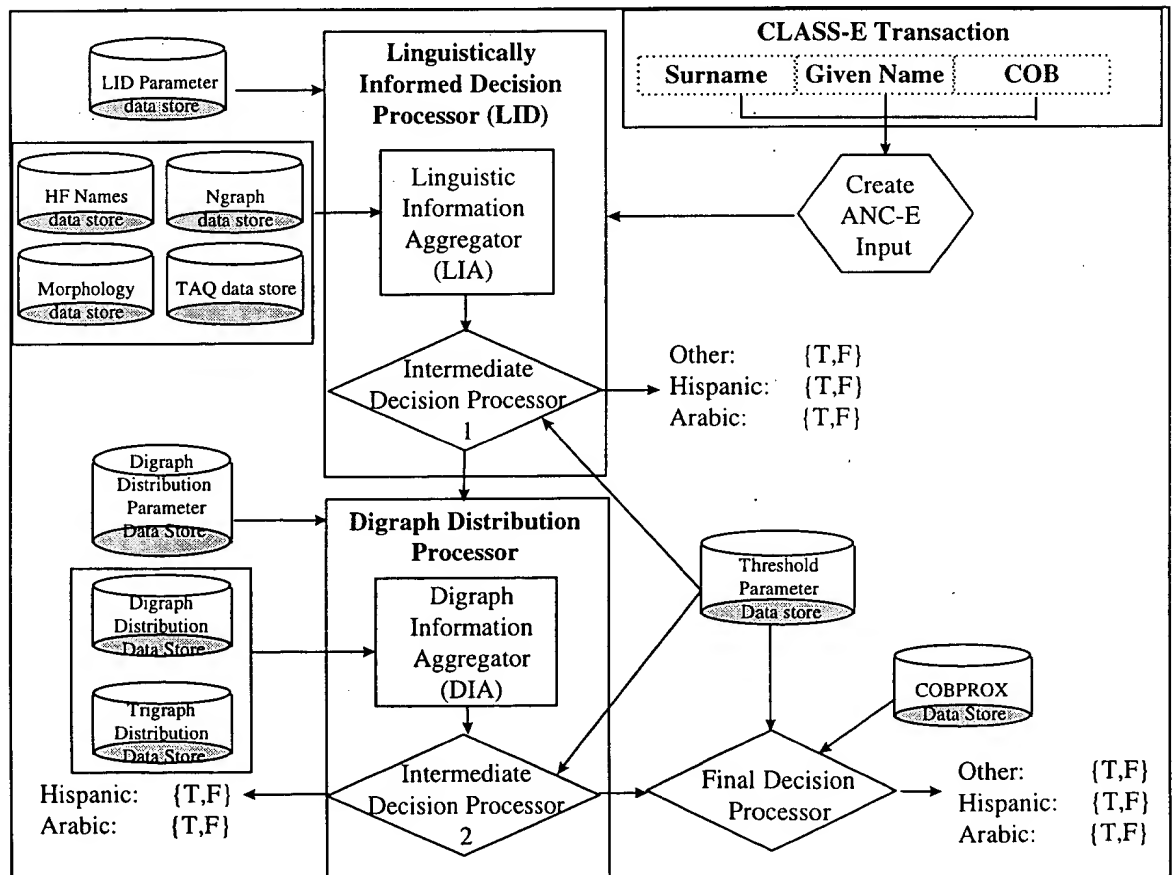 CLASS-E Transaction
Surname
Given Name
COB
LID Parameter
data store
Linguistically
Informed Decision
Processor (LID)
HF Names
data store
Ngraph
data store
Morphology
data store
TAQ data store
Linguistic
Information
Aggregator
(LIA)
Create
ANC-E
Input
Intermediate
Decision Processor
1
Other: {T,F}
Hispanic: {T,F}
Arabic: {T,F}
Digraph
Distribution
Parameter
Data Store
Digraph Distribution
Processor
Digraph
Distribution
Data Store
Trigraph
Distribution
Data Store
Digraph
Information
Aggregator
(DIA)
Threshold
Parameter
Data store
COBPROX
Data Store
Intermediate
Decision Processor
2
Hispanic: {T,F}
Arabic: {T,F}
Final Decision
Processor
Other: {T,F}
Hispanic: {T,F}
Arabic: {T,F}